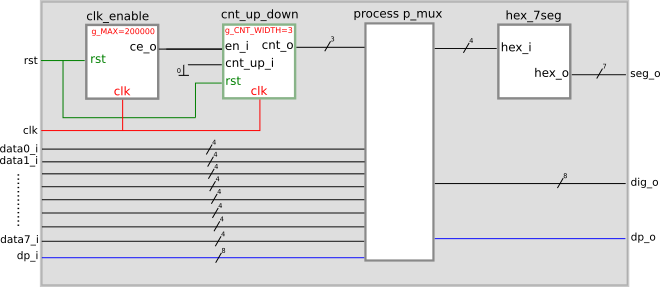 clk_enable
cnt_up_down
process p_mux
hex_7seg
g_MAX=200000
g_CNT_WIDTH=3
ce_o
en_i
cnt_o
3
4
hex_i
rst
rst
cnt_up_i
0
7
hex_o
seg_o
rst
clk
clk
clk
data0_i
4
data1_i
4
4
4
4
4
4
8
dig_o
data7_i
4
dp_o
dp_i
8